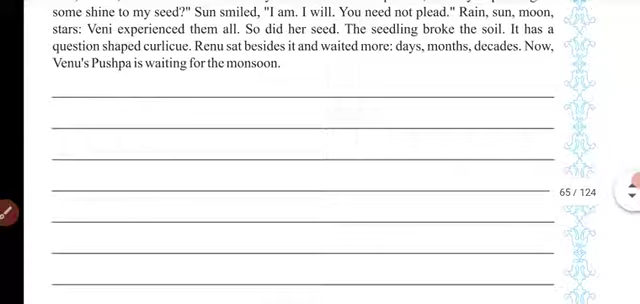 some shine to my seed?" Sun smiled, "I am. I will. You need not plead." Rain, sun, moon,
stars: Veni experienced them all. So did her seed. The seedling broke the soil. It has a
question shaped curlicue. Renu sat besides it and waited more: days, months, decades. Now,
Venu's Pushpa is waiting for the monsoon.
65 / 124